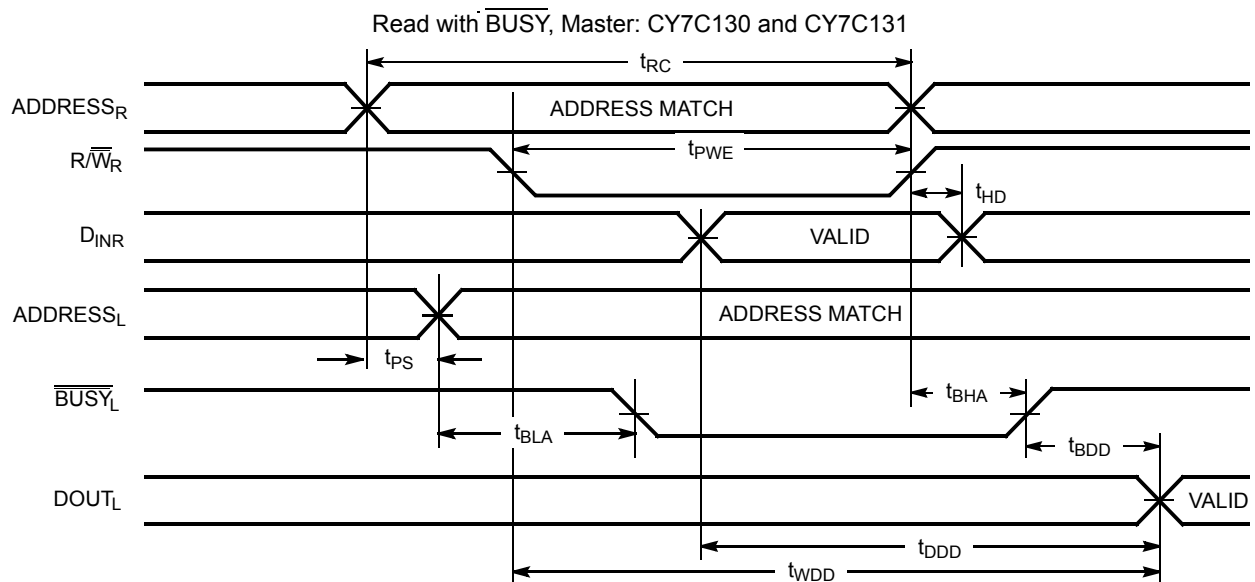 Read with BUSY, Master: CY7C130 and CY7C131
tRC
ADDRESSR
ADDRESS MATCH
tPWE
R/WR
tHD
DINR
VALID
ADDRESSL
ADDRESS MATCH
tPS
BUSYL
tBHA
tBLA
tBDD
DOUTL
VALID
tDDD
tWDD